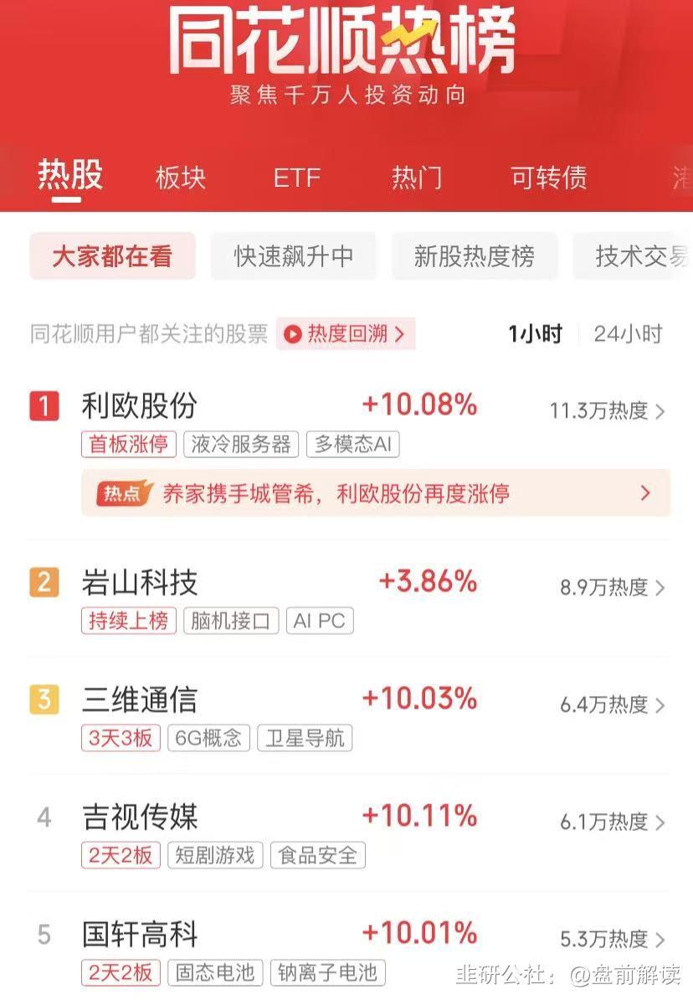 同花顺热榜
聚焦千万人投资动向
热股 板块 ETF 热门 可转债 港
大家都在看 快速飙升中 新股热度榜 技术交易
同花顺用户都关注的股票 热度回溯 1小时 24小时
1 利欧股份 +10.08% 11.3万热度
首板涨停 液冷服务器 多模态AI
热点 养家携手城管希，利欧股份再度涨停
2 岩山科技 +3.86% 8.9万热度
持续上榜 脑机接口 AI PC
3 三维通信 +10.03% 6.4万热度
3天3板 6G概念 卫星导航
4 吉视传媒 +10.11% 6.1万热度
2天2板 短剧游戏 食品安全
5 国轩高科 +10.01% 5.3万热度
2天2板 固态电池 钠离子电池
韭研公社：@盘前解读